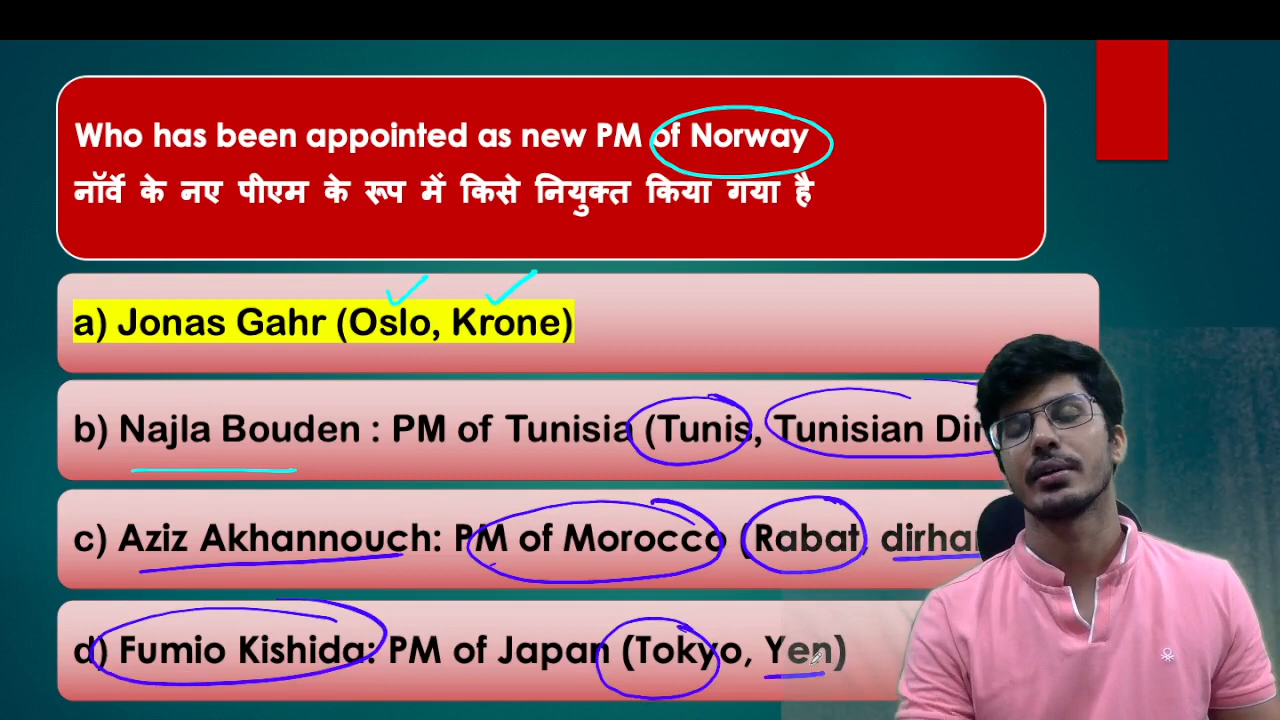 Who has been appointed as new PM of Norway
नॉर्वे के नए पीएम के रूप में किसे नियुक्त किया गया है
a) Jonas Gahr (Oslo, Krone)
b) Najla Bouden : PM of Tunisia (Tunis, Tunisian
c) Aziz Akhannouch: PM of Morocco (Rabat,
d) Fumio Kishida: PM of Japan (Tokyo, Yen)